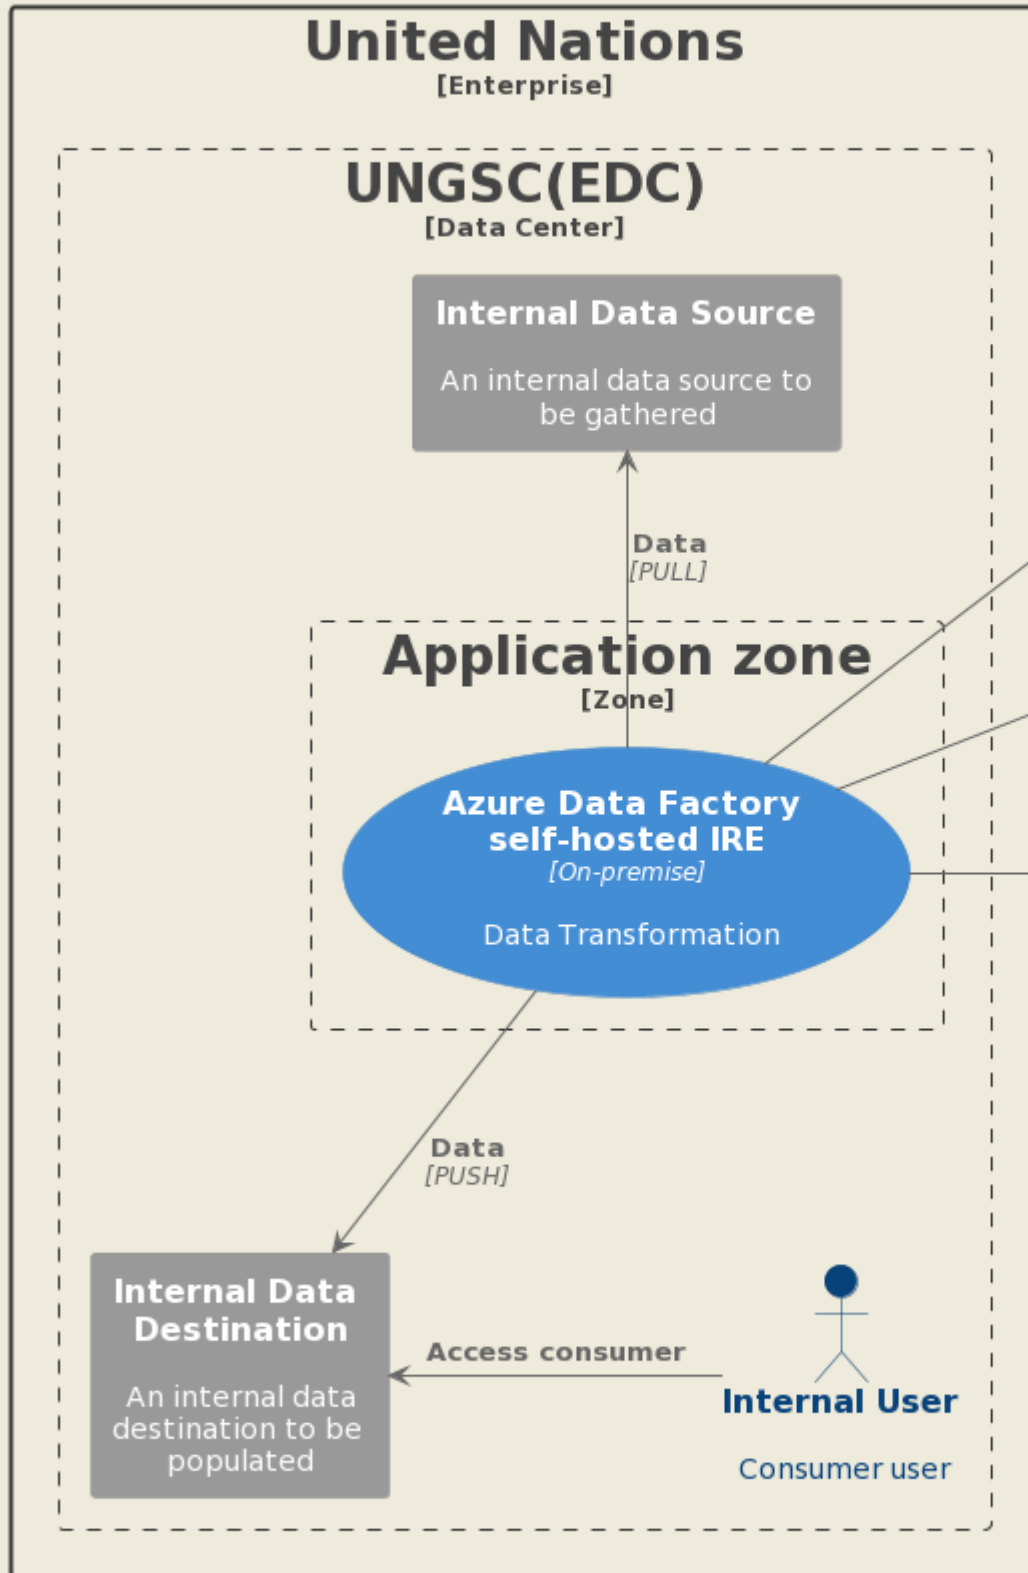 United Nations
[Enterprise]
UNGSC(EDC)
[Data Center]
Internal Data Source
An internal data source to
be gathered
Data
[PULL]
Application zone
[Zone]
Azure Data Factory
self-hosted IRE
[On-premise]
Data Transformation
Data
[PUSH]
Internal Data
Destination
An internal data
destination to be
populated
Access consumer
Internal User
Consumer user